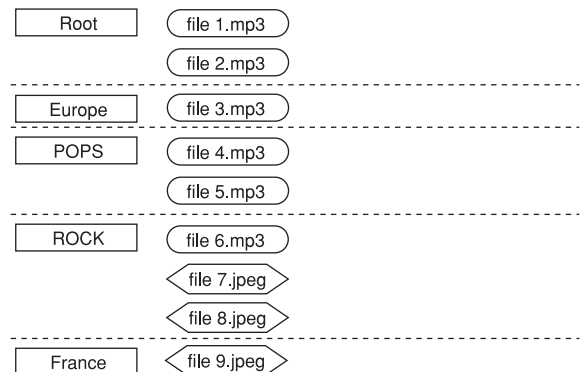 Root file 1.mp3
file 2.mp3
Europe file 3.mp3
POPS file 4.mp3
file 5.mp3
ROCK file 6.mp3
file 7.jpeg
file 8.jpeg
France file 9.jpeg